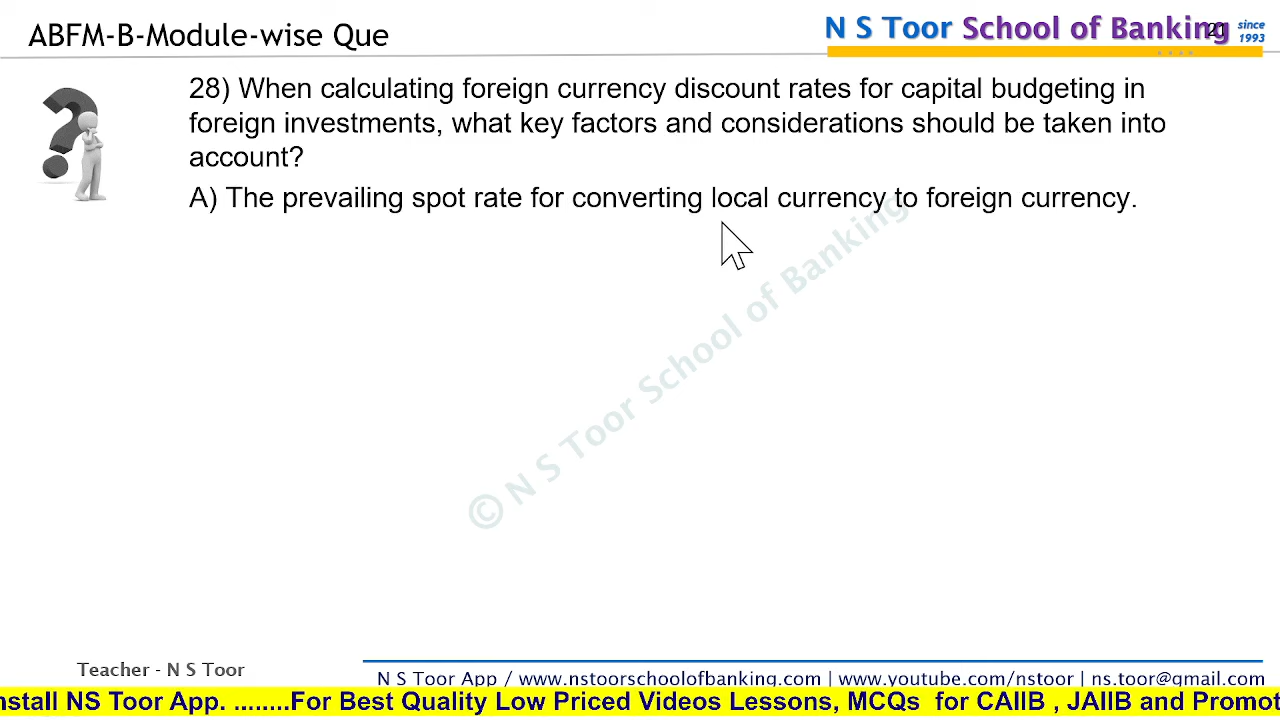 ABFM-B-Module-wise Que
N S Toor School of Banking
21
since
1993
28) When calculating foreign currency discount rates for capital budgeting in
foreign investments, what key factors and considerations should be taken into
account?
A) The prevailing spot rate for converting local currency to foreign currency.
© N S Toor School of Banking
Teacher - N S Toor
N S Toor App / www.nstoorschoolofbanking.com | www.youtube.com/nstoor | ns.toor@gmail.com
nstall NS Toor App. ........For Best Quality Low Priced Videos Lessons, MCQs for CAIIB , JAIIB and Promot